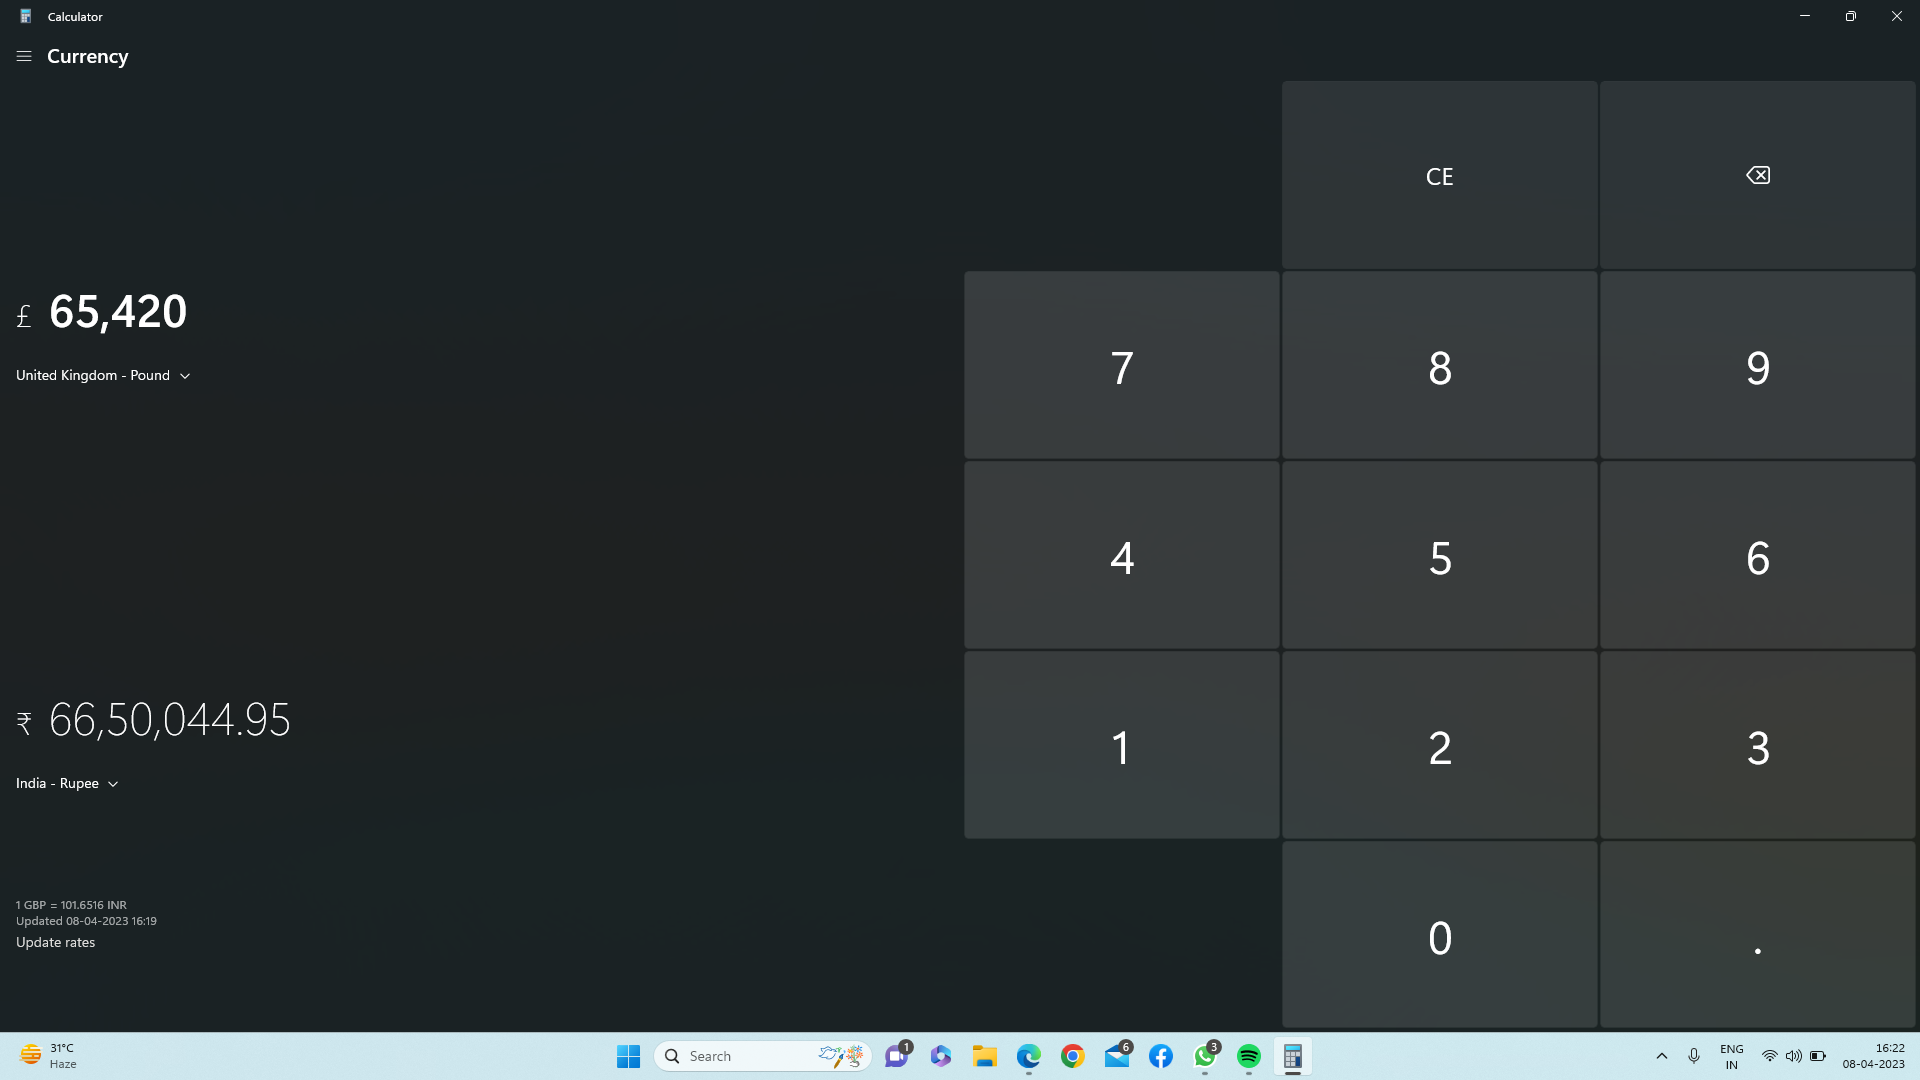 Calculator
Currency
CE
£ 65,420
United Kingdom - Pound
7 8 9
4 5 6
₹ 66,50,044.95
India - Rupee
1 2 3
1 GBP = 101.6516 INR
Updated 08-04-2023 16:19
Update rates
0 .
31°C
Haze
Search
1
6
3
ENG
IN
16:22
08-04-2023